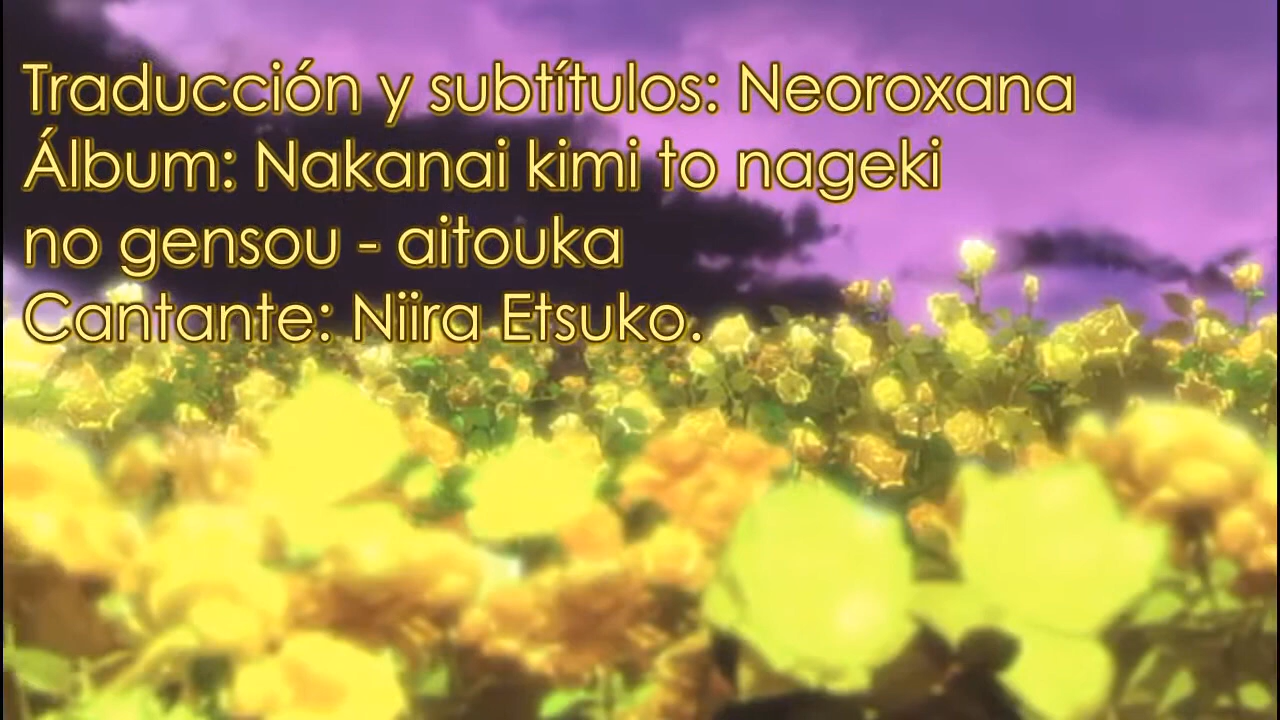 Traducción y subtítulos: Neoroxana
Álbum: Nakanai kimi to nageki
no gensou - aitouka
Cantante: Niira Etsuko.